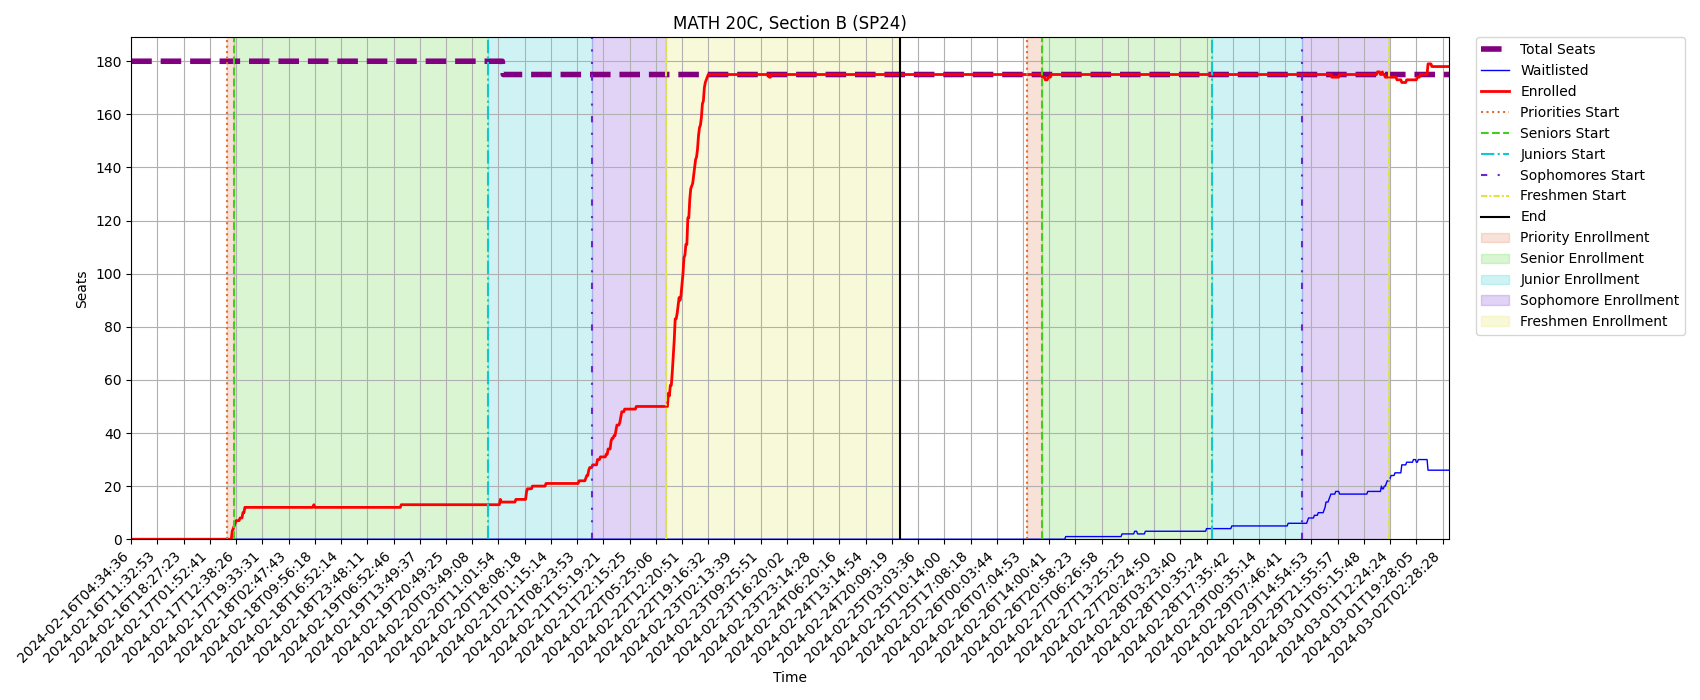 MATH 20C, Section B (SP24)
Seats
180
160
140
120
100
80
60
40
20
0
2024-02-16T04:34:36
2024-02-16T11:32:53
2024-02-16T18:27:23
2024-02-17T01:52:41
2024-02-17T12:38:26
2024-02-17T19:33:31
2024-02-18T02:47:43
2024-02-18T09:56:18
2024-02-18T16:52:14
2024-02-18T23:48:11
2024-02-19T06:52:46
2024-02-19T13:49:37
2024-02-19T20:49:25
2024-02-20T03:49:08
2024-02-20T11:01:54
2024-02-20T18:08:18
2024-02-21T01:15:14
2024-02-21T08:23:53
2024-02-21T15:19:21
2024-02-21T22:15:25
2024-02-22T05:25:06
2024-02-22T12:20:51
2024-02-22T19:16:32
2024-02-23T02:13:39
2024-02-23T09:25:51
2024-02-23T16:20:02
2024-02-23T23:14:28
2024-02-24T06:20:16
2024-02-24T13:14:54
2024-02-24T20:09:19
2024-02-25T03:03:36
2024-02-25T10:14:00
2024-02-25T17:08:18
2024-02-26T00:03:44
2024-02-26T07:04:53
2024-02-26T14:00:41
2024-02-26T20:58:23
2024-02-27T06:26:58
2024-02-27T13:25:25
2024-02-27T20:24:50
2024-02-28T03:23:40
2024-02-28T10:35:24
2024-02-28T17:35:42
2024-02-29T00:35:14
2024-02-29T07:46:41
2024-02-29T14:54:53
2024-02-29T21:55:57
2024-03-01T05:15:48
2024-03-01T12:24:24
2024-03-01T19:28:05
2024-03-02T02:28:28
Time
Total Seats
Waitlisted
Enrolled
Priorities Start
Seniors Start
Juniors Start
Sophomores Start
Freshmen Start
End
Priority Enrollment
Senior Enrollment
Junior Enrollment
Sophomore Enrollment
Freshmen Enrollment